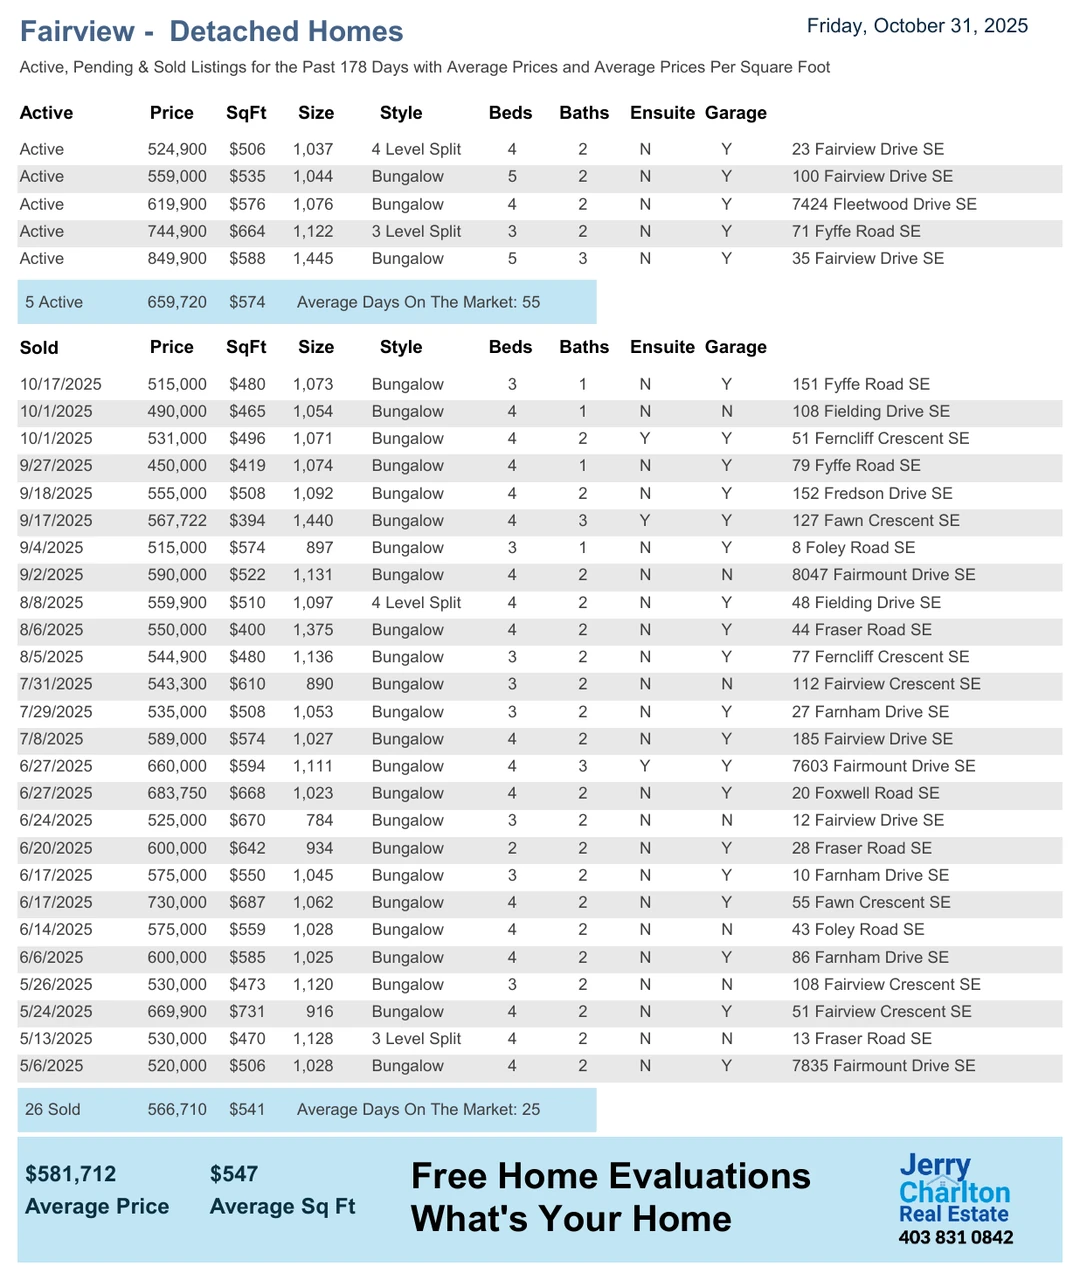 Fairview -  Detached Homes
Friday, October 31, 2025
Active, Pending & Sold Listings for the Past 178 Days with Average Prices and Average Prices Per Square Foot
Active Price SqFt Size Style Beds Baths Ensuite Garage
Active 524,900 $506 1,037 4 Level Split 4 2 N Y 23 Fairview Drive SE
Active 559,000 $535 1,044 Bungalow 5 2 N Y 100 Fairview Drive SE
Active 619,900 $576 1,076 Bungalow 4 2 N Y 7424 Fleetwood Drive SE
Active 744,900 $664 1,122 3 Level Split 3 2 N Y 71 Fyffe Road SE
Active 849,900 $588 1,445 Bungalow 5 3 N Y 35 Fairview Drive SE
5 Active 659,720 $574 Average Days On The Market: 55
Sold Price SqFt Size Style Beds Baths Ensuite Garage
10/17/2025 515,000 $480 1,073 Bungalow 3 1 N Y 151 Fyffe Road SE
10/1/2025 490,000 $465 1,054 Bungalow 4 1 N N 108 Fielding Drive SE
10/1/2025 531,000 $496 1,071 Bungalow 4 2 Y Y 51 Ferncliff Crescent SE
9/27/2025 450,000 $419 1,074 Bungalow 4 1 N Y 79 Fyffe Road SE
9/18/2025 555,000 $508 1,092 Bungalow 4 2 N Y 152 Fredson Drive SE
9/17/2025 567,722 $394 1,440 Bungalow 4 3 Y Y 127 Fawn Crescent SE
9/4/2025 515,000 $574 897 Bungalow 3 1 N Y 8 Foley Road SE
9/2/2025 590,000 $522 1,131 Bungalow 4 2 N N 8047 Fairmount Drive SE
8/8/2025 559,900 $510 1,097 4 Level Split 4 2 N Y 48 Fielding Drive SE
8/6/2025 550,000 $400 1,375 Bungalow 4 2 N Y 44 Fraser Road SE
8/5/2025 544,900 $480 1,136 Bungalow 3 2 N Y 77 Ferncliff Crescent SE
7/31/2025 543,300 $610 890 Bungalow 3 2 N N 112 Fairview Crescent SE
7/29/2025 535,000 $508 1,053 Bungalow 3 2 N Y 27 Farnham Drive SE
7/8/2025 589,000 $574 1,027 Bungalow 4 2 N Y 185 Fairview Drive SE
6/27/2025 660,000 $594 1,111 Bungalow 4 3 Y Y 7603 Fairmount Drive SE
6/27/2025 683,750 $668 1,023 Bungalow 4 2 N Y 20 Foxwell Road SE
6/24/2025 525,000 $670 784 Bungalow 3 2 N N 12 Fairview Drive SE
6/20/2025 600,000 $642 934 Bungalow 2 2 N Y 28 Fraser Road SE
6/17/2025 575,000 $550 1,045 Bungalow 3 2 N Y 10 Farnham Drive SE
6/17/2025 730,000 $687 1,062 Bungalow 4 2 N Y 55 Fawn Crescent SE
6/14/2025 575,000 $559 1,028 Bungalow 4 2 N N 43 Foley Road SE
6/6/2025 600,000 $585 1,025 Bungalow 4 2 N Y 86 Farnham Drive SE
5/26/2025 530,000 $473 1,120 Bungalow 3 2 N N 108 Fairview Crescent SE
5/24/2025 669,900 $731 916 Bungalow 4 2 N Y 51 Fairview Crescent SE
5/13/2025 530,000 $470 1,128 3 Level Split 4 2 N N 13 Fraser Road SE
5/6/2025 520,000 $506 1,028 Bungalow 4 2 N Y 7835 Fairmount Drive SE
26 Sold 566,710 $541 Average Days On The Market: 25
$581,712 $547
Average Price Average Sq Ft
Free Home Evaluations
What's Your Home
Jerry
Charlton
Real Estate
403 831 0842